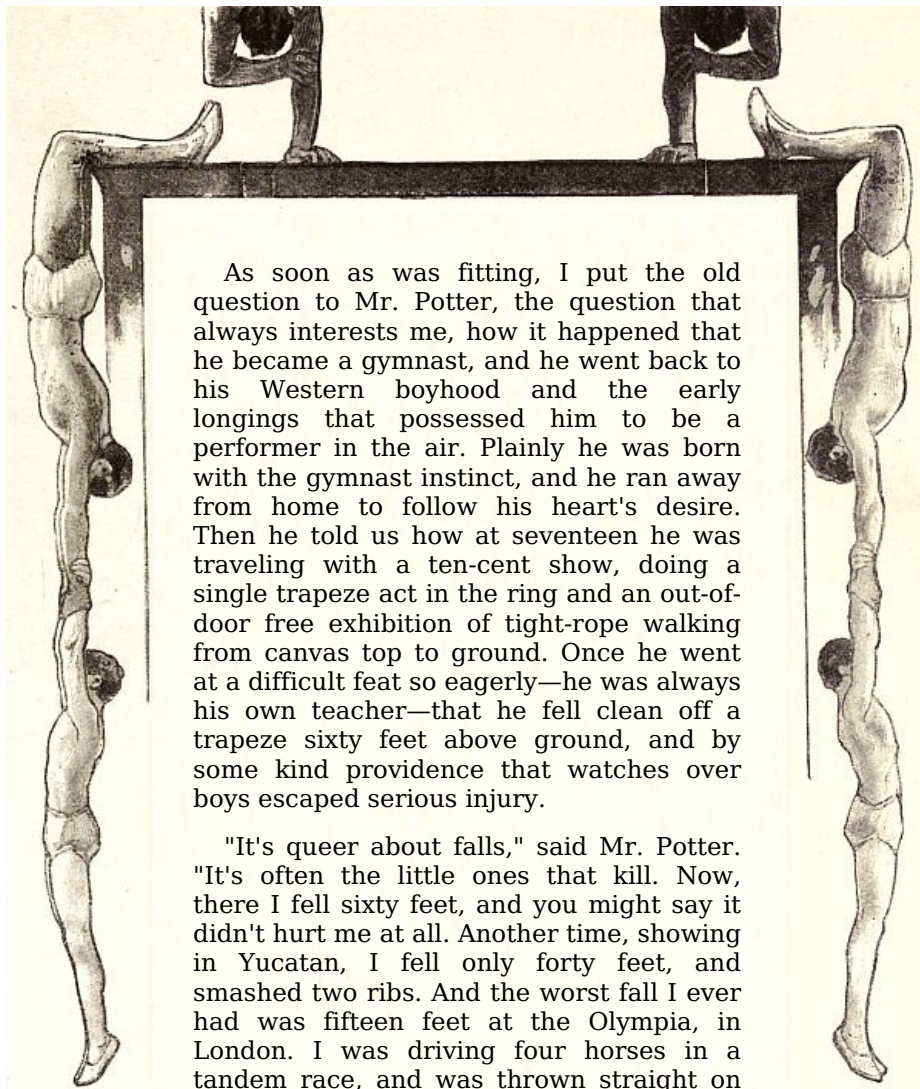 As soon as was fitting, I put the old
question to Mr. Potter, the question that
always interests me, how it happened that
he became a gymnast, and he went back to
his Western boyhood and the early
longings that possessed him to be a
performer in the air. Plainly he was born
with the gymnast instinct, and he ran away
from home to follow his heart's desire.
Then he told us how at seventeen he was
traveling with a ten-cent show, doing a
single trapeze act in the ring and an out-of-
door free exhibition of tight-rope walking
from canvas top to ground. Once he went
at a difficult feat so eagerly—he was always
his own teacher—that he fell clean off a
trapeze sixty feet above ground, and by
some kind providence that watches over
boys escaped serious injury.
"It's queer about falls," said Mr. Potter.
"It's often the little ones that kill. Now,
there I fell sixty feet, and you might say it
didn't hurt me at all. Another time, showing
in Yucatan, I fell only forty feet, and
smashed two ribs. And the worst fall I ever
had was fifteen feet at the Olympia, in
London. I was driving four horses in a
tandem race, and was thrown straight on